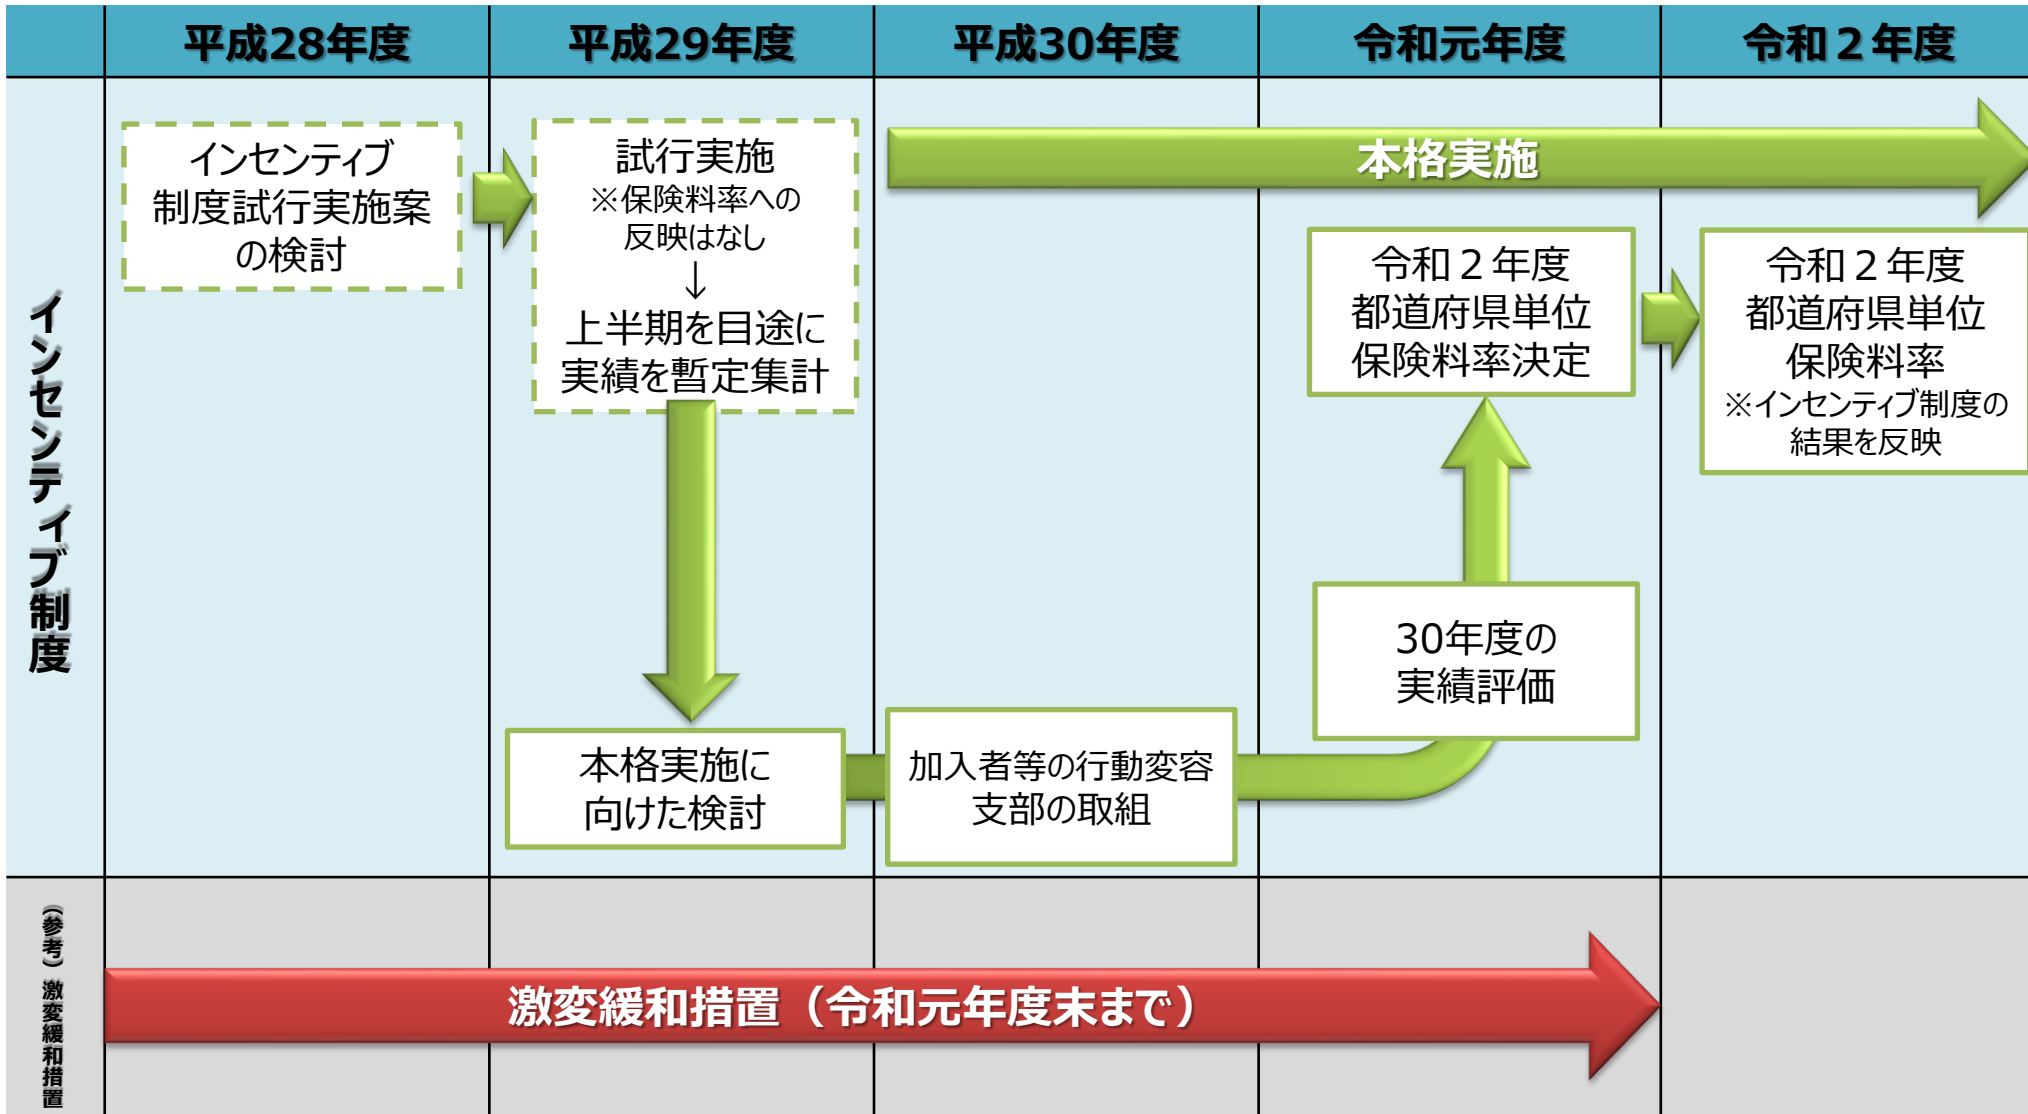 平成28年度
平成29年度
平成30年度
令和元年度
令和２年度
インセンティブ制度
インセンティブ
制度試行実施案
の検討
試行実施
※保険料率への
反映はなし
↓
上半期を目途に
実績を暫定集計
本格実施に
向けた検討
本格実施
加入者等の行動変容
支部の取組
令和２年度
都道府県単位
保険料率決定
30年度の
実績評価
令和２年度
都道府県単位
保険料率
※インセンティブ制度の
結果を反映
（参考）激変緩和措置
激変緩和措置（令和元年度末まで）